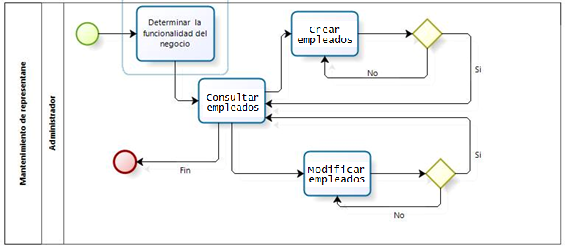 Mantenimiento de representane
Administrador
Determinar la
funcionalidad del
negocio
Crear
empleados
No
Si
Consultar
empleados
Fin
Modificar
empleados
No
Si